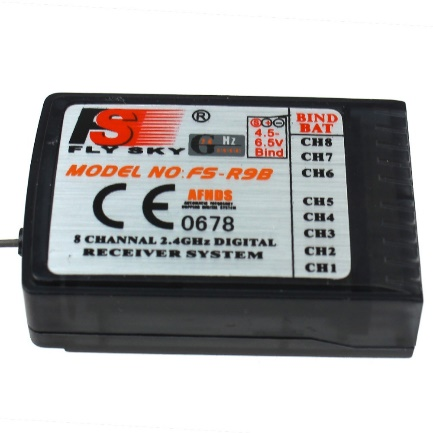 FS ®
FLY SKY
G Hz
4.5-
6.5V
Bind
MODEL NO:FS-R9B
AFHDS
CE 0678
8 CHANNAL 2.4GHz DIGITAL
RECEIVER SYSTEM
BIND
BAT
CH8
CH7
CH6
CH5
CH4
CH3
CH2
CH1